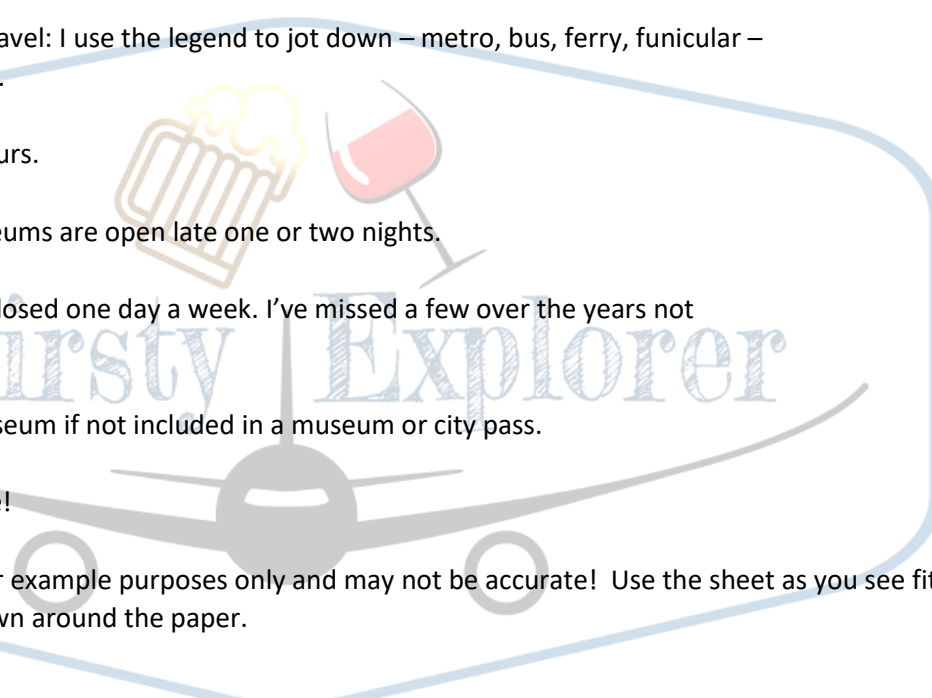 avel: I use the legend to jot down – metro, bus, ferry, funicular –
.
urs.
eums are open late one or two nights.
losed one day a week. I’ve missed a few over the years not
irsty Explorer
seum if not included in a museum or city pass.
e!
r example purposes only and may not be accurate!  Use the sheet as you see fit
wn around the paper.